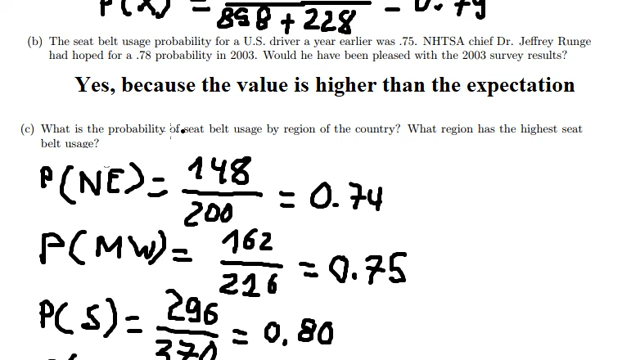 P(X) = 898 + 228 = 0.79
(b) The seat belt usage probability for a U.S. driver a year earlier was .75. NHTSA chief Dr. Jeffrey Runge
had hoped for a .78 probability in 2003. Would he have been pleased with the 2003 survey results?
Yes, because the value is higher than the expectation
(c) What is the probability of seat belt usage by region of the country? What region has the highest seat
belt usage?
P(NE) = 148/200 = 0.74
P(MW) = 162/216 = 0.75
P(S) = 296/370 = 0.80